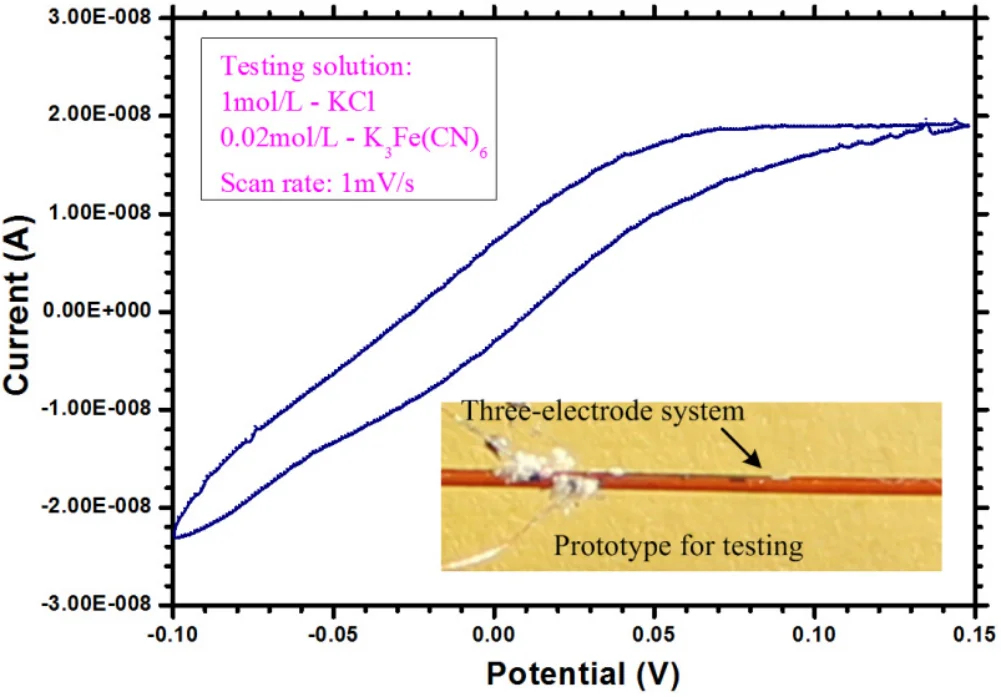 3.00E-008
2.00E-008
1.00E-008
0.00E+000
-1.00E-008
-2.00E-008
-3.00E-008
Current (A)
Testing solution:
1mol/L - KCl
0.02mol/L - K3Fe(CN)6
Scan rate: 1mV/s
Three-electrode system
Prototype for testing
-0.10 -0.05 0.00 0.05 0.10 0.15
Potential (V)